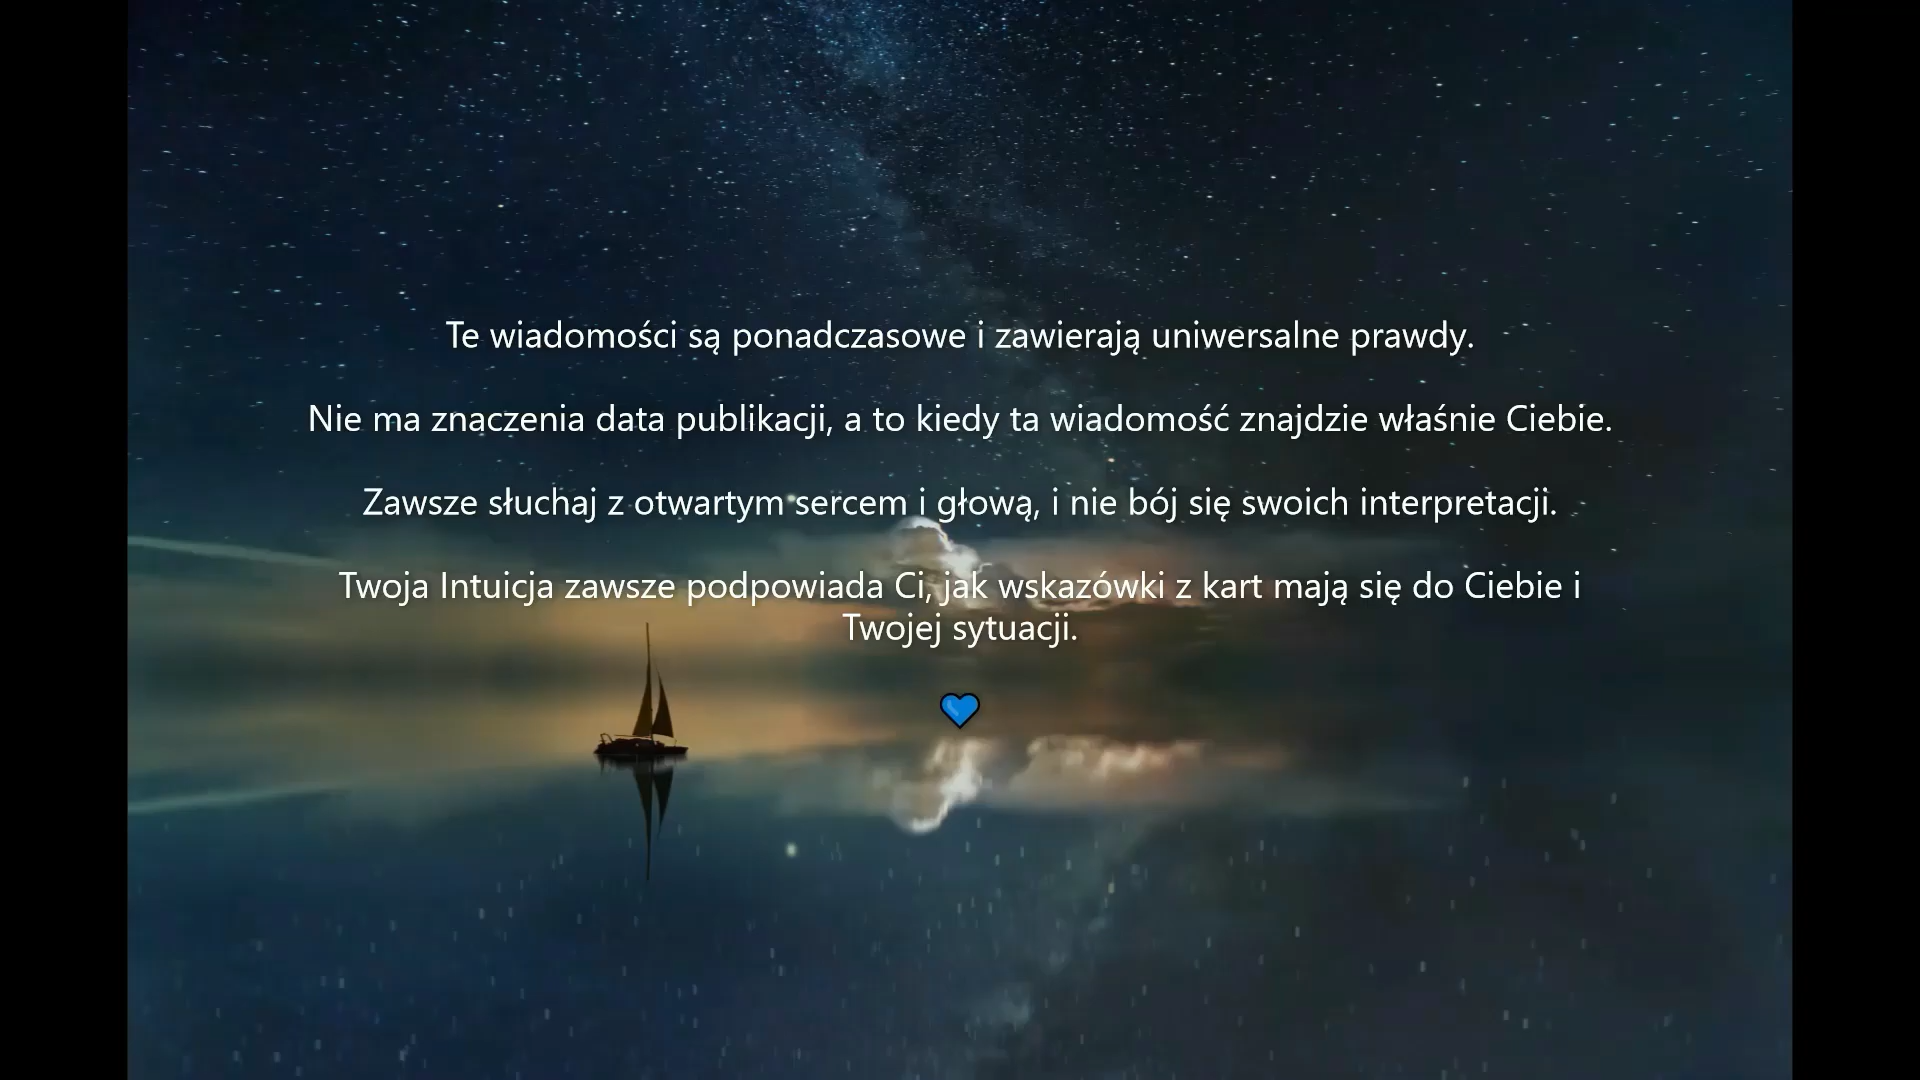 Te wiadomości są ponadczasowe i zawierają uniwersalne prawdy.
Nie ma znaczenia data publikacji, a to kiedy ta wiadomość znajdzie właśnie Ciebie.
Zawsze słuchaj z otwartym sercem i głową, i nie bój się swoich interpretacji.
Twoja Intuicja zawsze podpowiada Ci, jak wskazówki z kart mają się do Ciebie i
Twojej sytuacji.